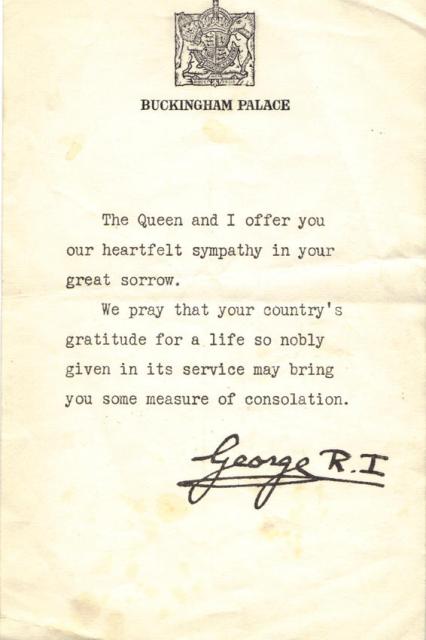 BUCKINGHAM PALACE
The Queen and I offer you
our heartfelt sympathy in your
great sorrow.
We pray that your country's
gratitude for a life so nobly
given in its service may bring
you some measure of consolation.
George R.I